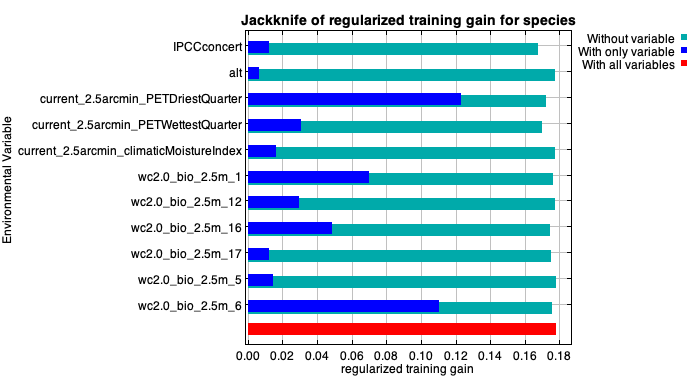 Jackknife of regularized training gain for species
Without variable
With only variable
With all variables
Environmental Variable
IPCCconcert
alt
current_2.5arcmin_PETDriestQuarter
current_2.5arcmin_PETWettestQuarter
current_2.5arcmin_climaticMoistureIndex
wc2.0_bio_2.5m_1
wc2.0_bio_2.5m_12
wc2.0_bio_2.5m_16
wc2.0_bio_2.5m_17
wc2.0_bio_2.5m_5
wc2.0_bio_2.5m_6
0.00 0.02 0.04 0.06 0.08 0.10 0.12 0.14 0.16 0.18
regularized training gain